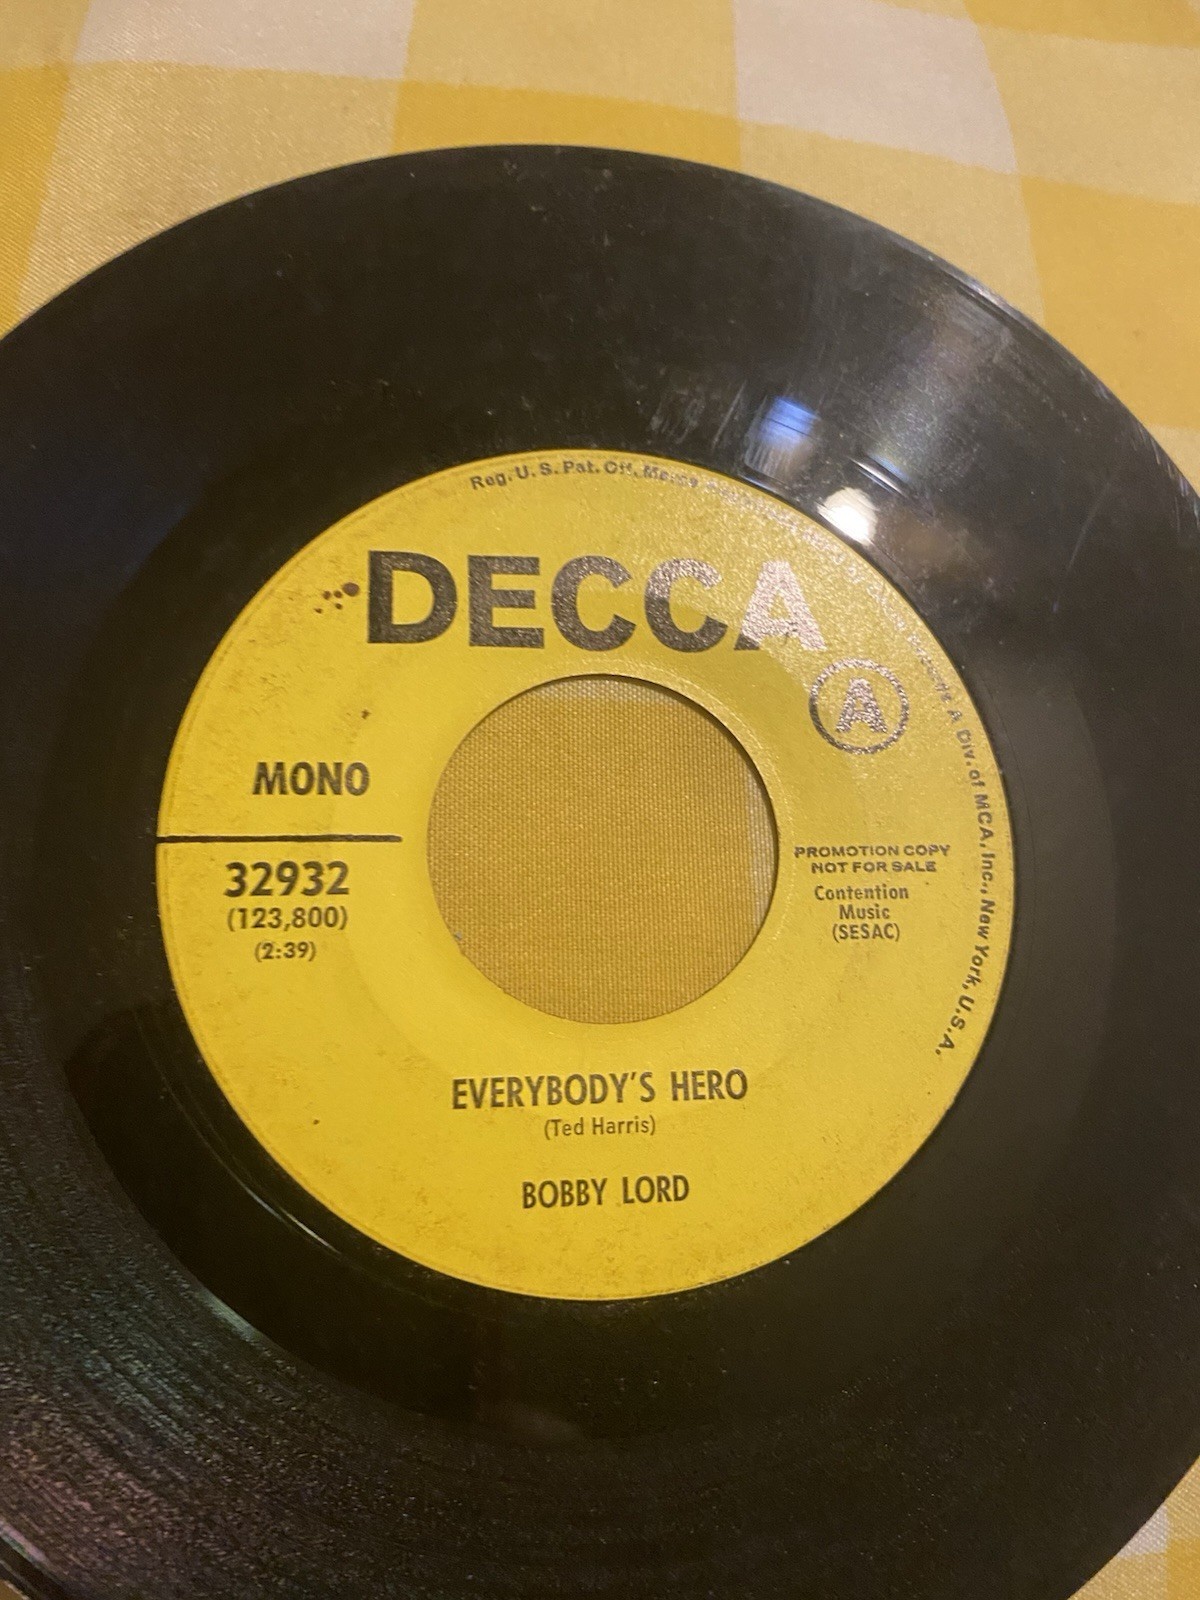 Reg. U. S. Pat. Off. A Div. of MCA, Inc., New York, U.S.A.
DECCA
A
MONO
32932
(123,800)
(2:39)
PROMOTION COPY
NOT FOR SALE
Contention
Music
(SESAC)
EVERYBODY'S HERO
(Ted Harris)
BOBBY LORD